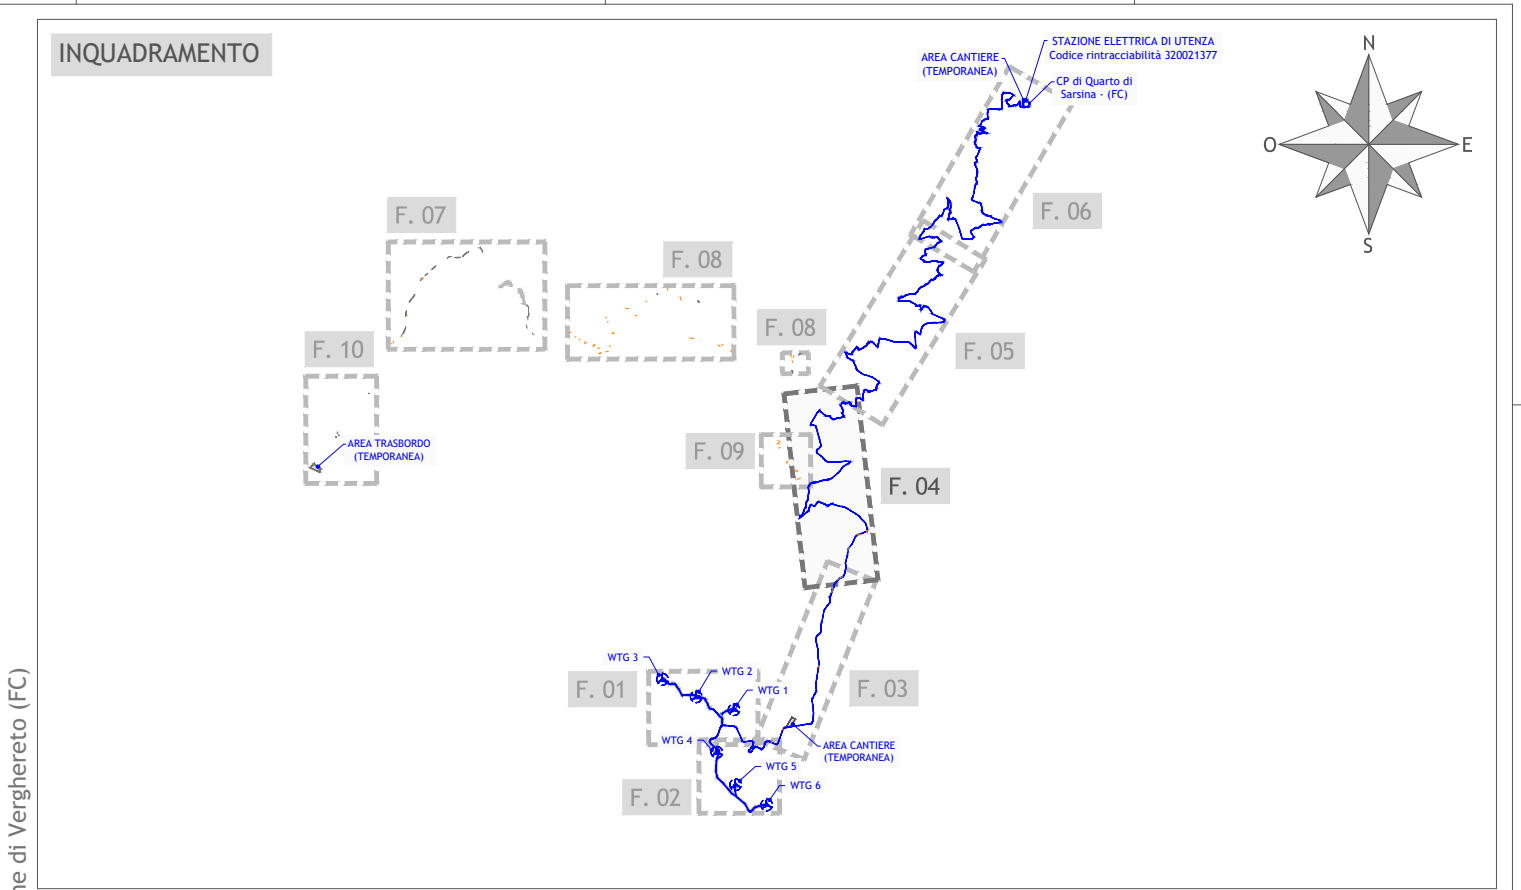 INQUADRAMENTO
STAZIONE ELETTRICA DI UTENZA
Codice rintracciabilità 320021377
AREA CANTIERE
(TEMPORANEA)
CP di Quarto di
Sarsina - (FC)
N
O
E
S
F. 07
F. 06
F. 08
F. 08
F. 10
F. 05
AREA TRASBORDO
(TEMPORANEA)
F. 09
F. 04
WTG 3
WTG 2
F. 01
WTG 1
F. 03
WTG 4
AREA CANTIERE
(TEMPORANEA)
WTG 5
WTG 6
F. 02
di Verghereto (FC)